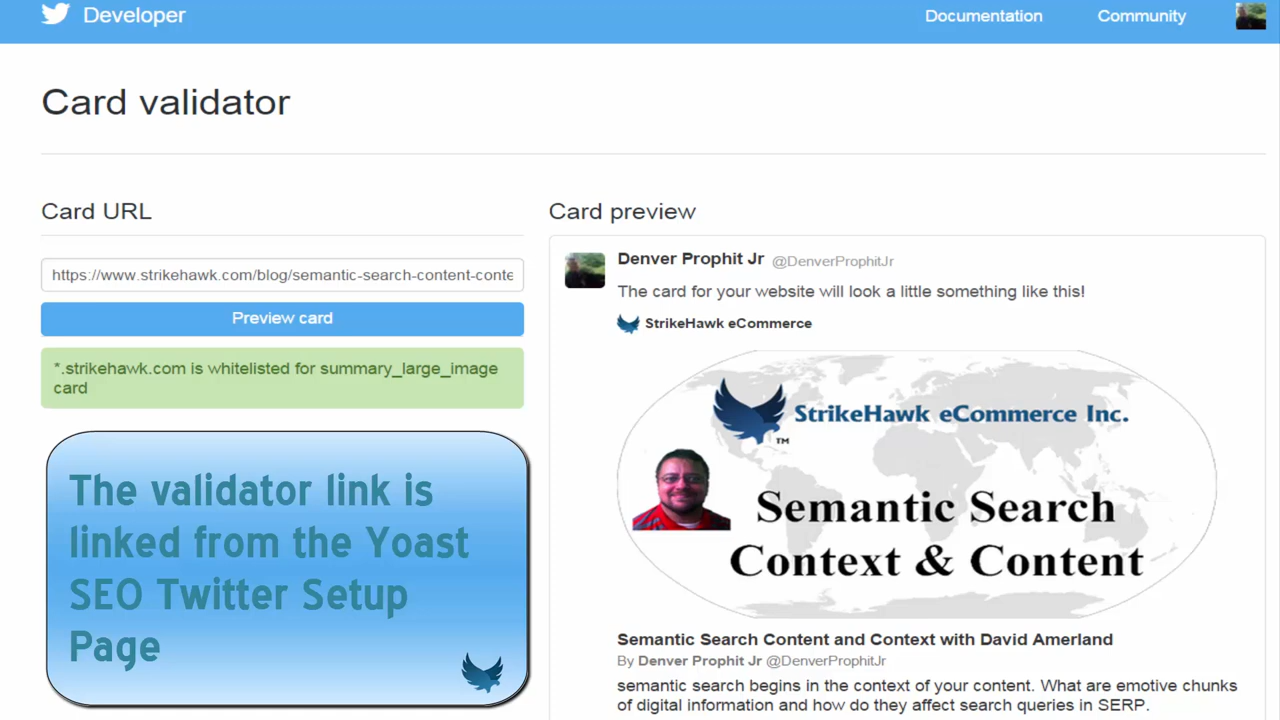 Developer
Documentation
Community
Card validator
Card URL
https://www.strikehawk.com/blog/semantic-search-content-conte
Preview card
*.strikehawk.com is whitelisted for summary_large_image
card
The validator link is
linked from the Yoast
SEO Twitter Setup
Page
Card preview
Denver Prophit Jr @DenverProphitJr
The card for your website will look a little something like this!
StrikeHawk eCommerce
StrikeHawk eCommerce Inc.
TM
Semantic Search
Context & Content
Semantic Search Content and Context with David Amerland
By Denver Prophit Jr @DenverProphitJr
semantic search begins in the context of your content. What are emotive chunks
of digital information and how do they affect search queries in SERP.